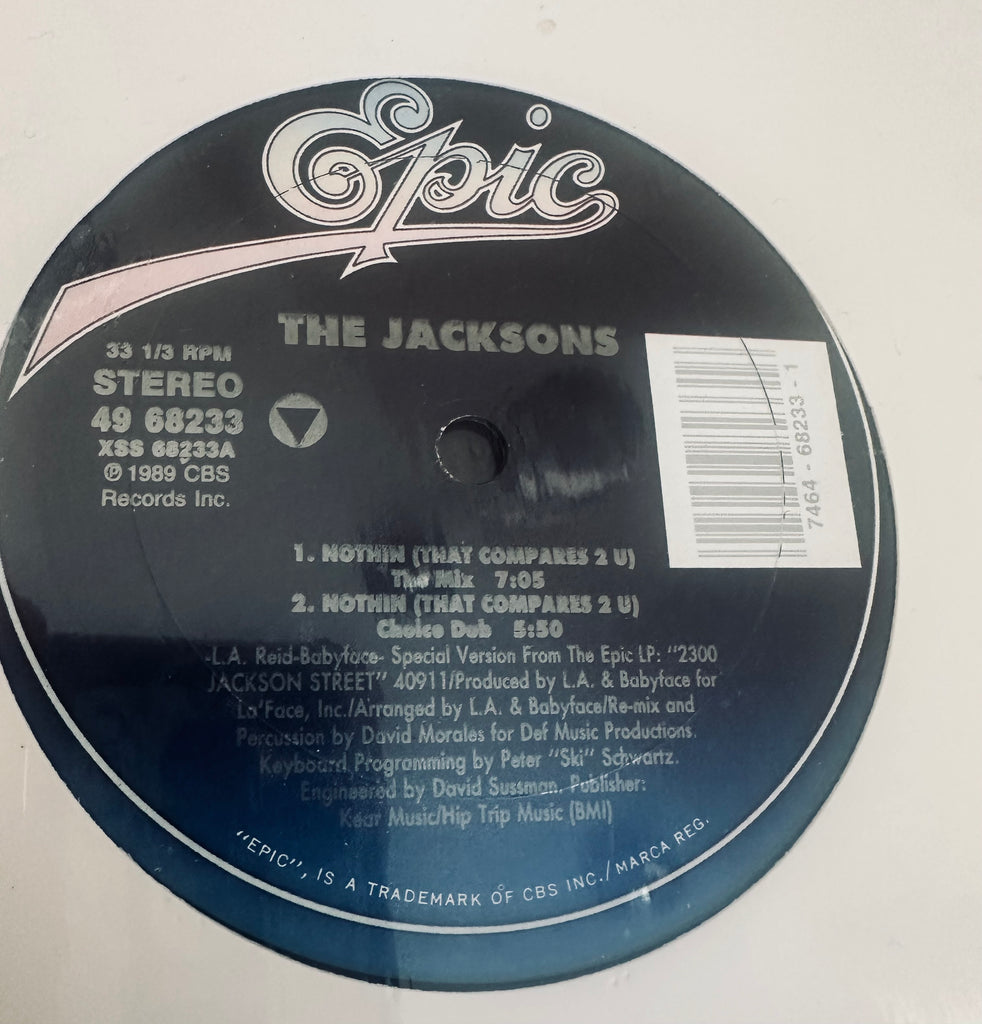 Epic
THE JACKSONS
33 1/3 RPM
STEREO
49 68233
XSS 68233A
℗ 1989 CBS
Records Inc.
7464 - 68233 - 1
1. NOTHIN (THAT COMPARES 2 U)
The Mix 7:05
2. NOTHIN (THAT COMPARES 2 U)
Choice Dub 5:50
-L.A. Reid-Babyface- Special Version From The Epic LP: "2300
JACKSON STREET" 40911/Produced by L.A. & Babyface for
La'Face, Inc./Arranged by L.A. & Babyface/Re-mix and
Percussion by David Morales for Def Music Productions.
Keyboard Programming by Peter "Ski" Schwartz.
Engineered by David Sussman. Publisher:
Kear Music/Hip Trip Music (BMI)
"EPIC", IS A TRADEMARK OF CBS INC./MARCA REG.